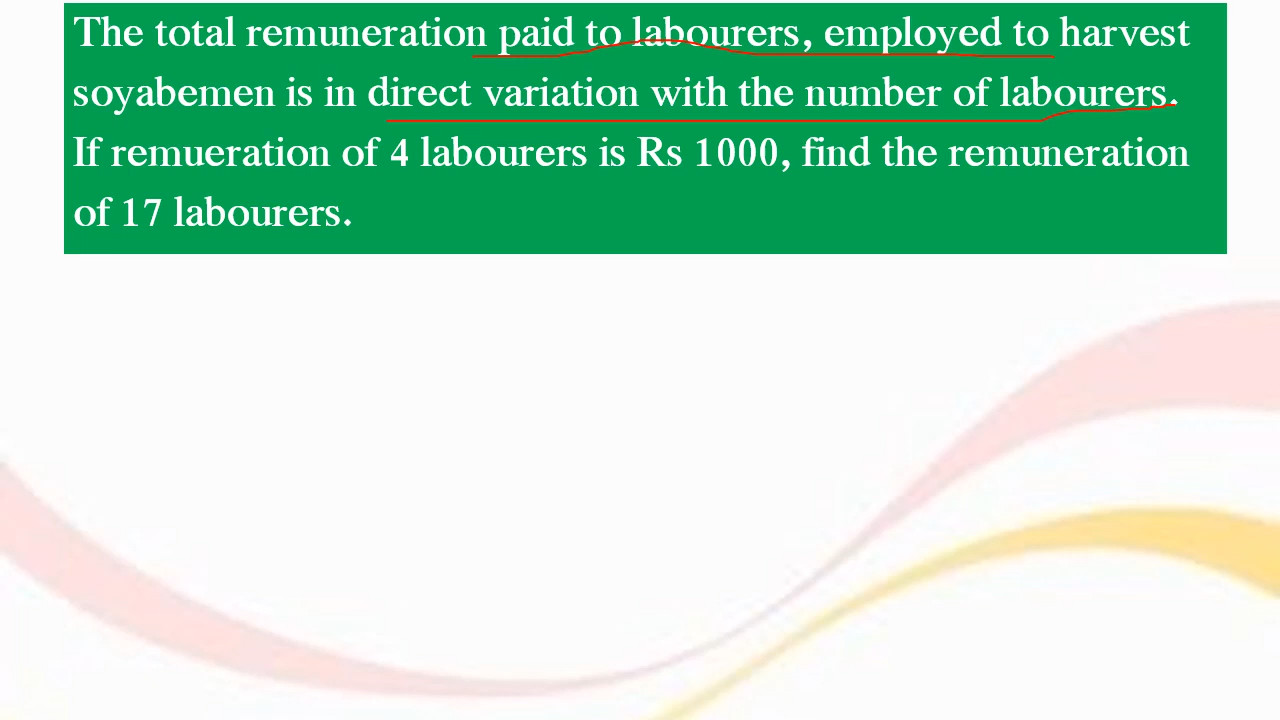 The total remuneration paid to labourers, employed to harvest
soyabemen is in direct variation with the number of labourers.
If remueration of 4 labourers is Rs 1000, find the remuneration
of 17 labourers.